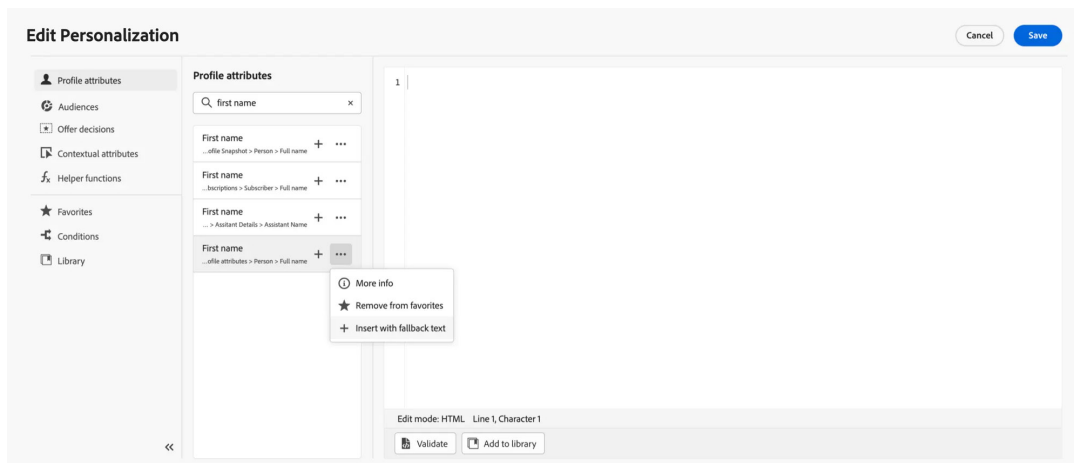 Edit Personalization
Cancel
Save
Profile attributes
Audiences
Offer decisions
Contextual attributes
Helper functions
Favorites
Conditions
Library
Profile attributes
first name
First name
...ofile Snapshot > Person > Full name
First name
...bscriptions > Subscriber > Full name
First name
... > Assitant Details > Assistant Name
First name
...ofile attributes > Person > Full name
More info
Remove from favorites
Insert with fallback text
1
Edit mode: HTML Line 1, Character 1
Validate
Add to library